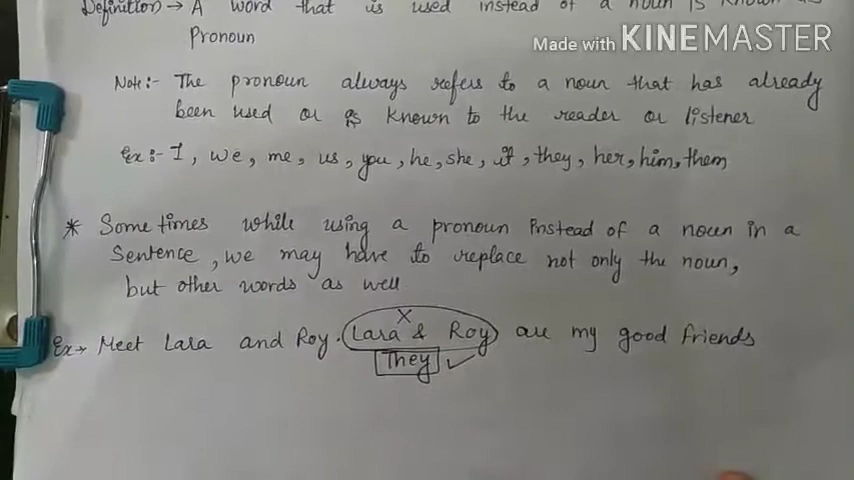 Definition → A word that is used instead of a noun is known as
Pronoun
Made with KINEMASTER
Note:- The pronoun always refers to a noun that has already
been used or is known to the reader or listener
Ex:- I, we, me, us, you, he, she, it, they, her, him, them
* Some times while using a pronoun instead of a noun in a
sentence, we may have to replace not only the noun,
but other words as well
Ex→ Meet Lara and Roy. Lara & Roy are my good friends
They ✓